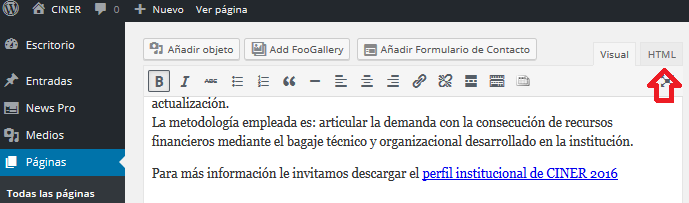 CINER 0 + Nuevo Ver página
Escritorio
Entradas
News Pro
Medios
Páginas
Todas las páginas
Añadir objeto Add FooGallery Añadir Formulario de Contacto
Visual HTML
B I ABC
actualización.
La metodología empleada es: articular la demanda con la consecución de recursos
financieros mediante el bagaje técnico y organizacional desarrollado en la institución.
Para más información le invitamos descargar el perfil institucional de CINER 2016